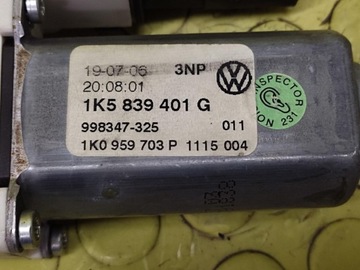 19-07-06 3NP
20:08:01
1K5 839 401 G
998347-325 011
1K0 959 703 P 1115 004
INSPECTOR
231